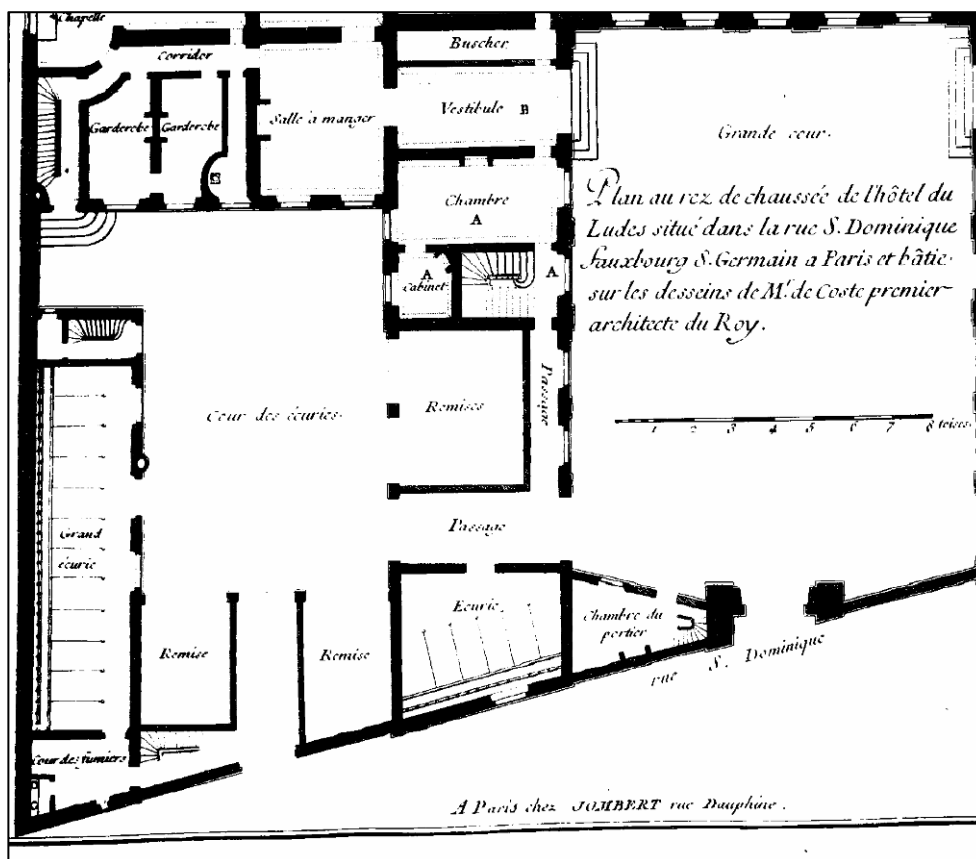 Chapelle
Corridor
Buscher
Garderobe
Garderobe
Salle à manger
Vestibule B
Grande cour.
Chambre
A
A
Cabinet
A
Plan au rez de chaussée de l'hôtel du
Ludes situé dans la rue S. Dominique
fauxbourg S. Germain a Paris et bâtie
sur les desseins de Mr. de Coste premier
architecte du Roy.
Cour des écuries.
Remises
Passage
1 2 3 4 5 6 7 8 toises.
Grand
écurie
Passage
Remise
Remise
Ecurie
Chambre du
portier
rue S. Dominique
Cour des fumiers
A Paris chez JOMBERT rue Dauphine.